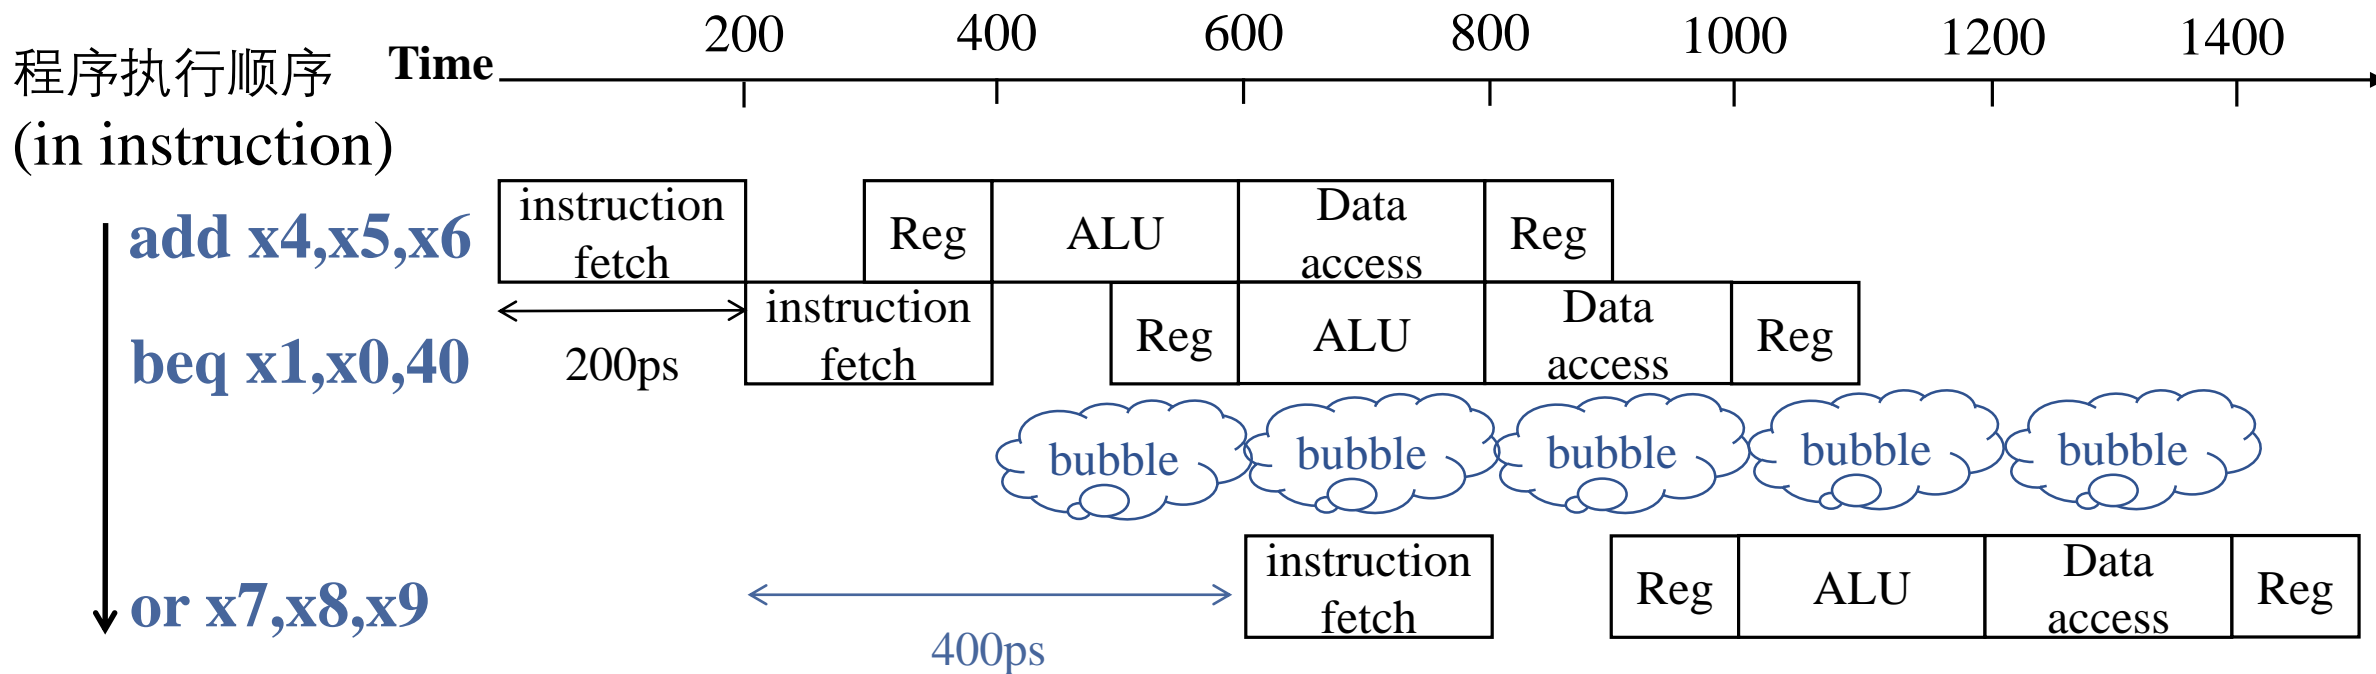 200 400 600 800 1000 1200 1400
程序执行顺序 Time
(in instruction)
add x4,x5,x6
instruction
fetch
Reg
ALU
Data
access
Reg
beq x1,x0,40
200ps
instruction
fetch
Reg
ALU
Data
access
Reg
bubble bubble bubble bubble bubble
or x7,x8,x9
400ps
instruction
fetch
Reg
ALU
Data
access
Reg